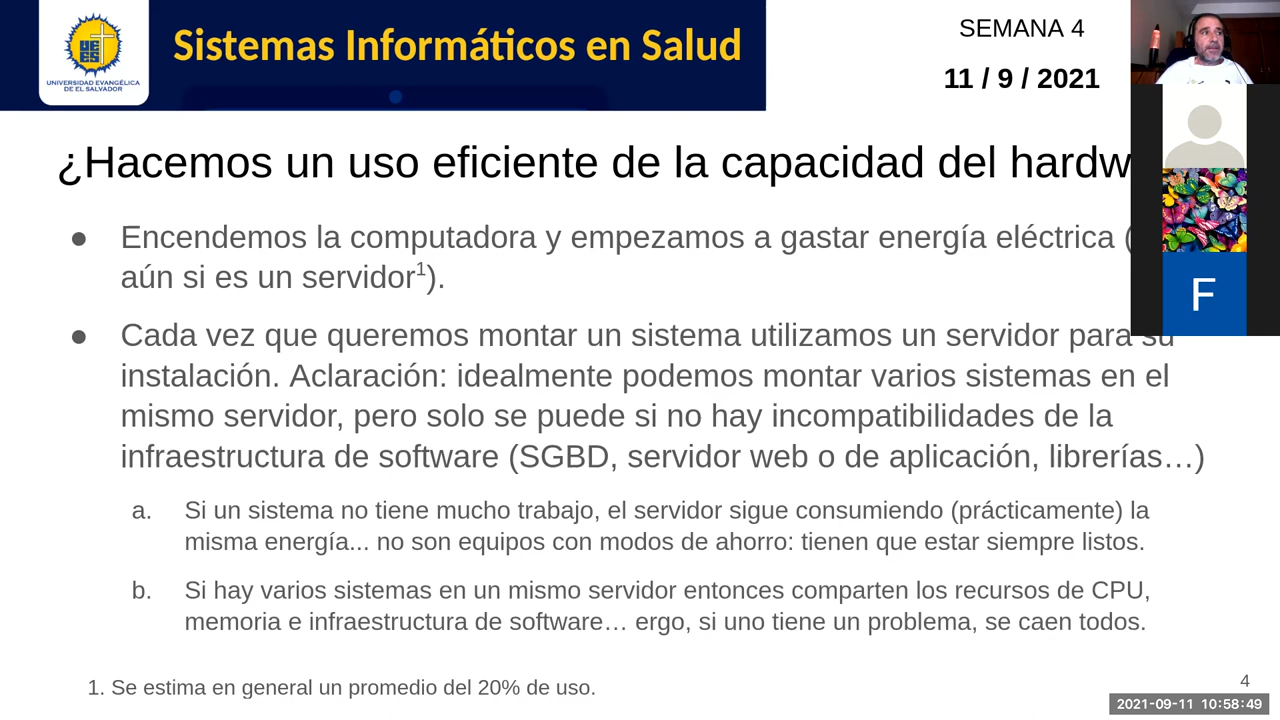 Sistemas Informáticos en Salud
UNIVERSIDAD EVANGÉLICA
DE EL SALVADOR
SEMANA 4
11 / 9 / 2021
¿Hacemos un uso eficiente de la capacidad del hardw
● Encendemos la computadora y empezamos a gastar energía eléctrica (
aún si es un servidor¹).
● Cada vez que queremos montar un sistema utilizamos un servidor para su
instalación. Aclaración: idealmente podemos montar varios sistemas en el
mismo servidor, pero solo se puede si no hay incompatibilidades de la
infraestructura de software (SGBD, servidor web o de aplicación, librerías…)
a. Si un sistema no tiene mucho trabajo, el servidor sigue consumiendo (prácticamente) la
misma energía... no son equipos con modos de ahorro: tienen que estar siempre listos.
b. Si hay varios sistemas en un mismo servidor entonces comparten los recursos de CPU,
memoria e infraestructura de software… ergo, si uno tiene un problema, se caen todos.
1. Se estima en general un promedio del 20% de uso.
4
F
2021-09-11 10:58:49